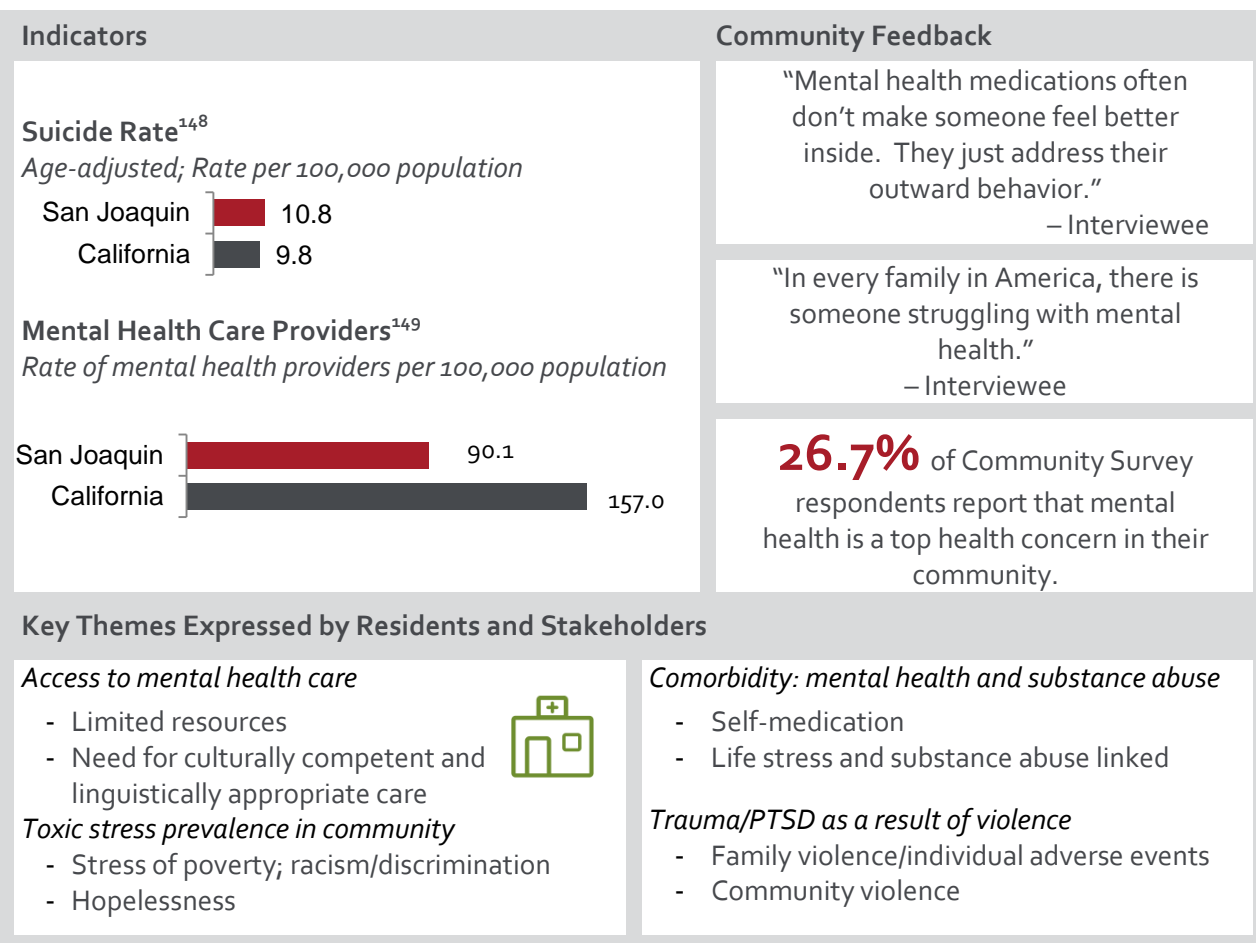 Indicators
Suicide Rate148
Age-adjusted; Rate per 100,000 population
San Joaquin 10.8
California 9.8
Mental Health Care Providers149
Rate of mental health providers per 100,000 population
San Joaquin 90.1
California 157.0
Community Feedback
“Mental health medications often
don’t make someone feel better
inside.  They just address their
outward behavior.”
– Interviewee
“In every family in America, there is
someone struggling with mental
health.”
– Interviewee
26.7% of Community Survey
respondents report that mental
health is a top health concern in their
community.
Key Themes Expressed by Residents and Stakeholders
Access to mental health care
- Limited resources
- Need for culturally competent and
linguistically appropriate care
Toxic stress prevalence in community
- Stress of poverty; racism/discrimination
- Hopelessness
Comorbidity: mental health and substance abuse
- Self-medication
- Life stress and substance abuse linked
Trauma/PTSD as a result of violence
- Family violence/individual adverse events
- Community violence